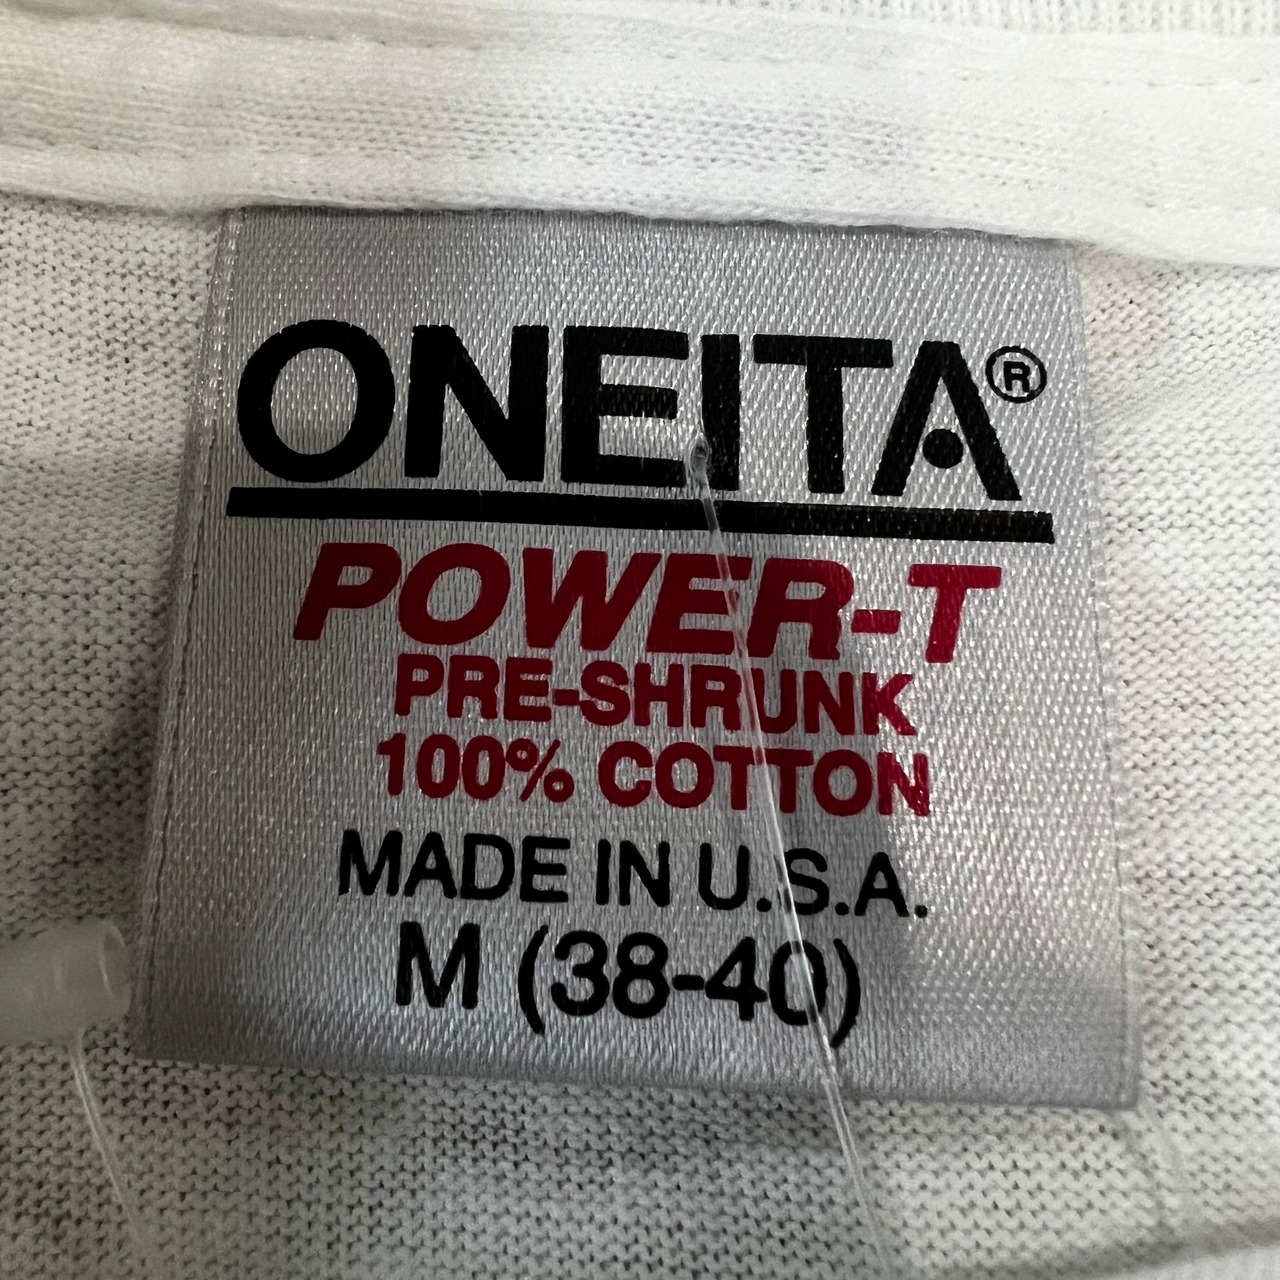 ONEITA®
POWER-T
PRE-SHRUNK
100% COTTON
MADE IN U.S.A.
M (38-40)